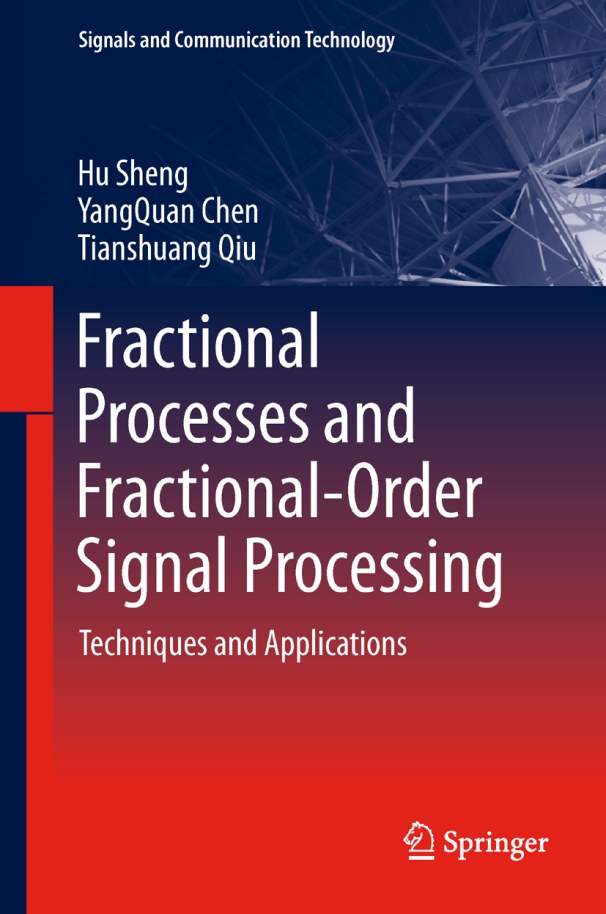 Signals and Communication Technology
Hu Sheng
YangQuan Chen
Tianshuang Qiu
Fractional
Processes and
Fractional-Order
Signal Processing
Techniques and Applications
Springer